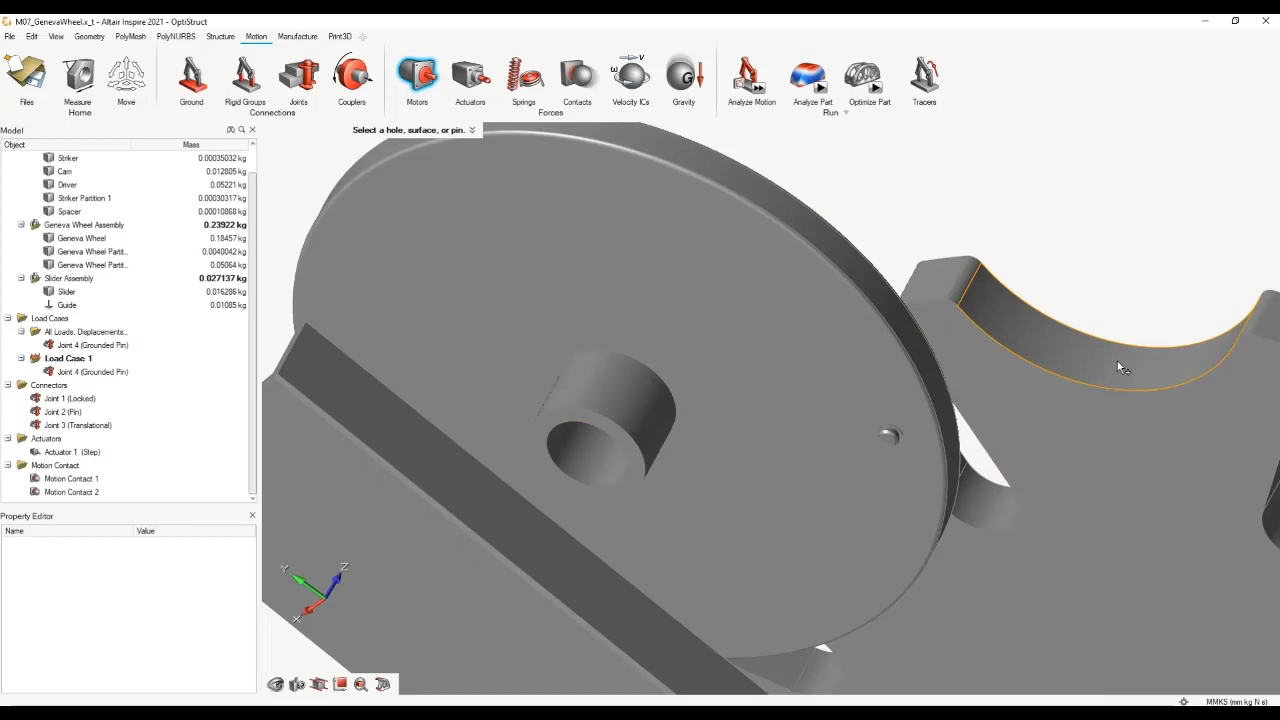 M07_GenevaWheel.x_t - Altair Inspire 2021 - OptiStruct
File Edit View Geometry PolyMesh PolyNURBS Structure Motion Manufacture Print3D
Files Measure Move Ground Rigid Groups Joints Couplers Motors Actuators Springs Contacts Velocity ICs Gravity Analyze Motion Analyze Part Optimize Part Tracers
Home Connections Forces Run
Model
Select a hole, surface, or pin.
Object Mass
Striker 0.00035032 kg
Cam 0.012805 kg
Driver 0.05221 kg
Striker Partition 1 0.00030317 kg
Spacer 0.00010868 kg
Geneva Wheel Assembly 0.23922 kg
Geneva Wheel 0.18457 kg
Geneva Wheel Partit... 0.0040042 kg
Geneva Wheel Partit... 0.05064 kg
Slider Assembly 0.027137 kg
Slider 0.016286 kg
Guide 0.01085 kg
Load Cases
All Loads, Displacements...
Joint 4 (Grounded Pin)
Load Case 1
Joint 4 (Grounded Pin)
Connectors
Joint 1 (Locked)
Joint 2 (Pin)
Joint 3 (Translational)
Actuators
Actuator 1 (Step)
Motion Contact
Motion Contact 1
Motion Contact 2
Property Editor
Name Value
Y Z
X
MMKS (mm kg N s)